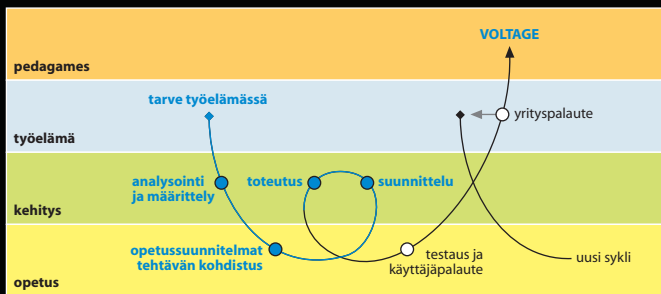 VOLTAGE
pedagames
tarve työelämässä
yrityspalaute
työelämä
analysointi
ja määrittely
toteutus
suunnittelu
kehitys
opetussuunnitelmat
tehtävän kohdistus
testaus ja
käyttäjäpalaute
uusi sykli
opetus